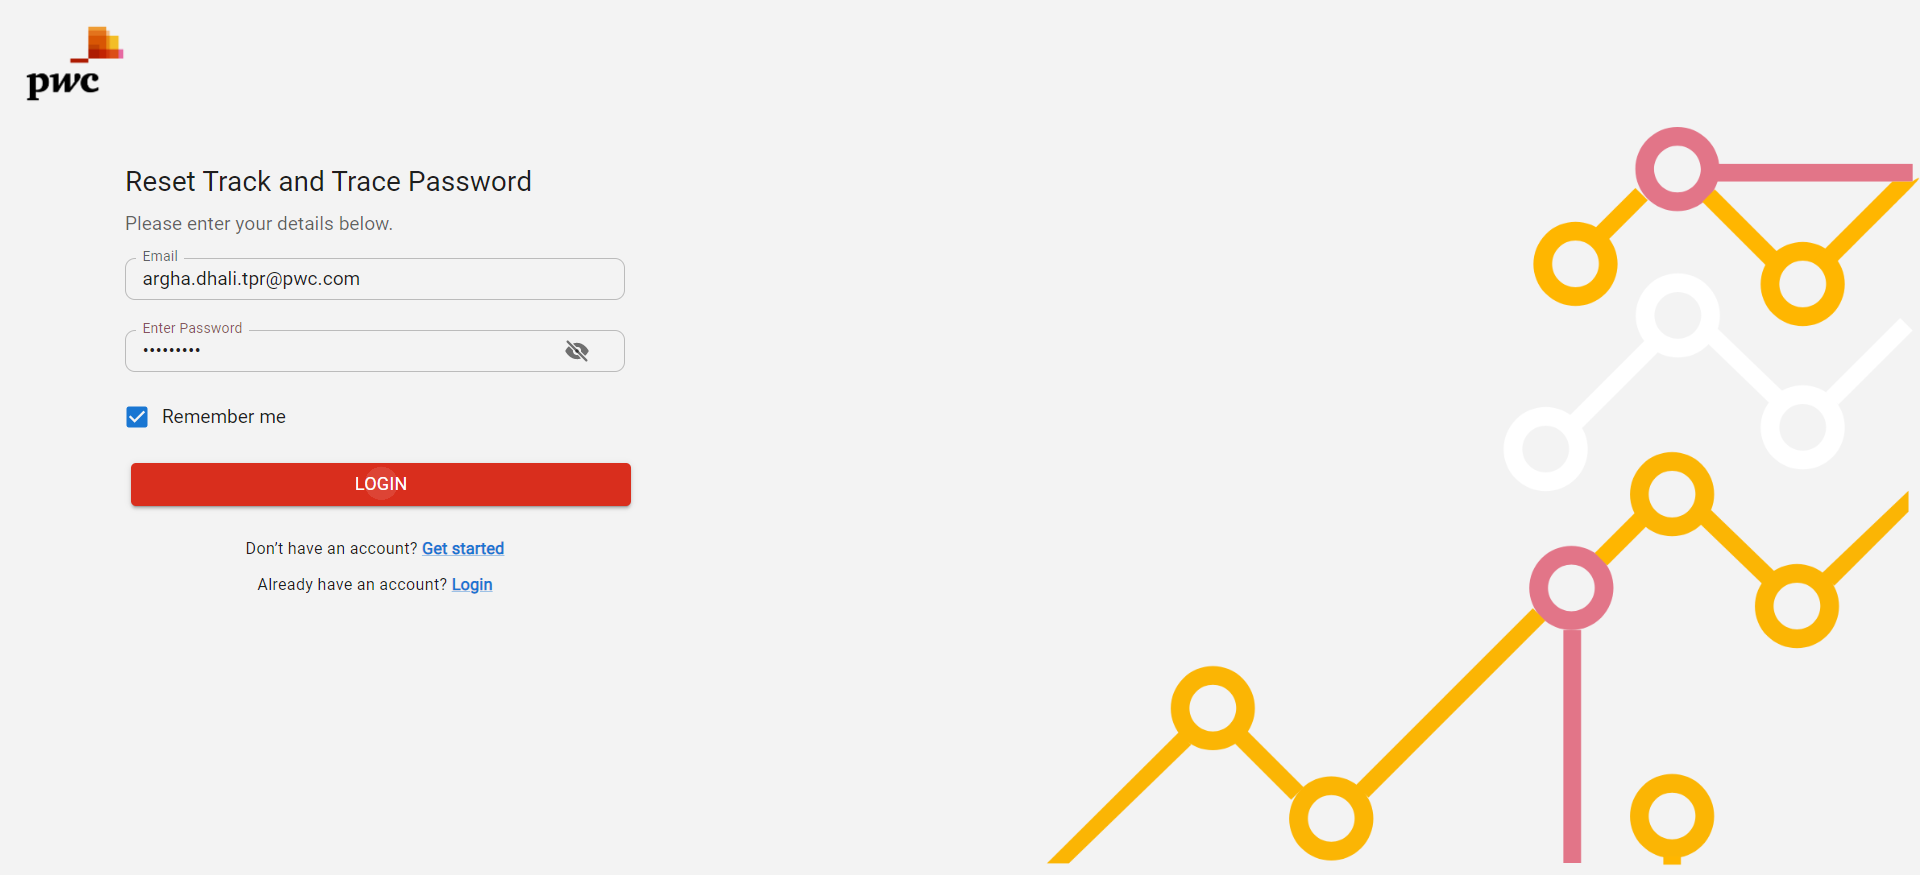 pwc
Reset Track and Trace Password
Please enter your details below.
Email
argha.dhali.tpr@pwc.com
Enter Password
•••••••••
Remember me
LOGIN
Don’t have an account? Get started
Already have an account? Login